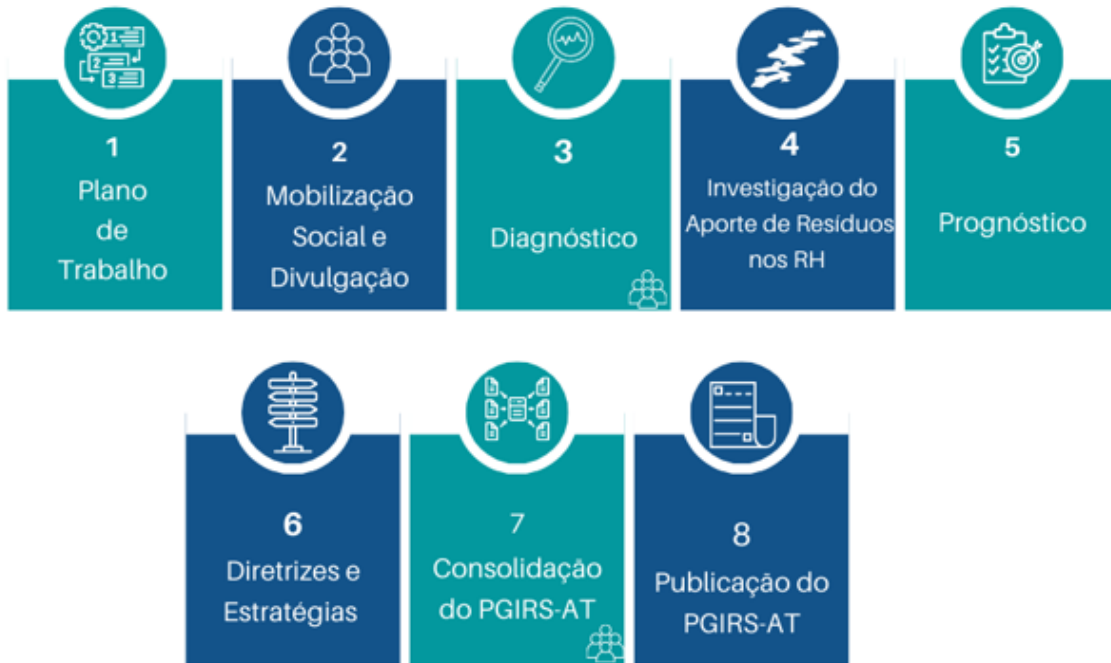 1
Plano
de
Trabalho
2
Mobilização
Social e
Divulgação
3
Diagnóstico
4
Investigação do
Aporte de Resíduos
nos RH
5
Prognóstico
6
Diretrizes e
Estratégias
7
Consolidação
do PGIRS-AT
8
Publicação do
PGIRS-AT